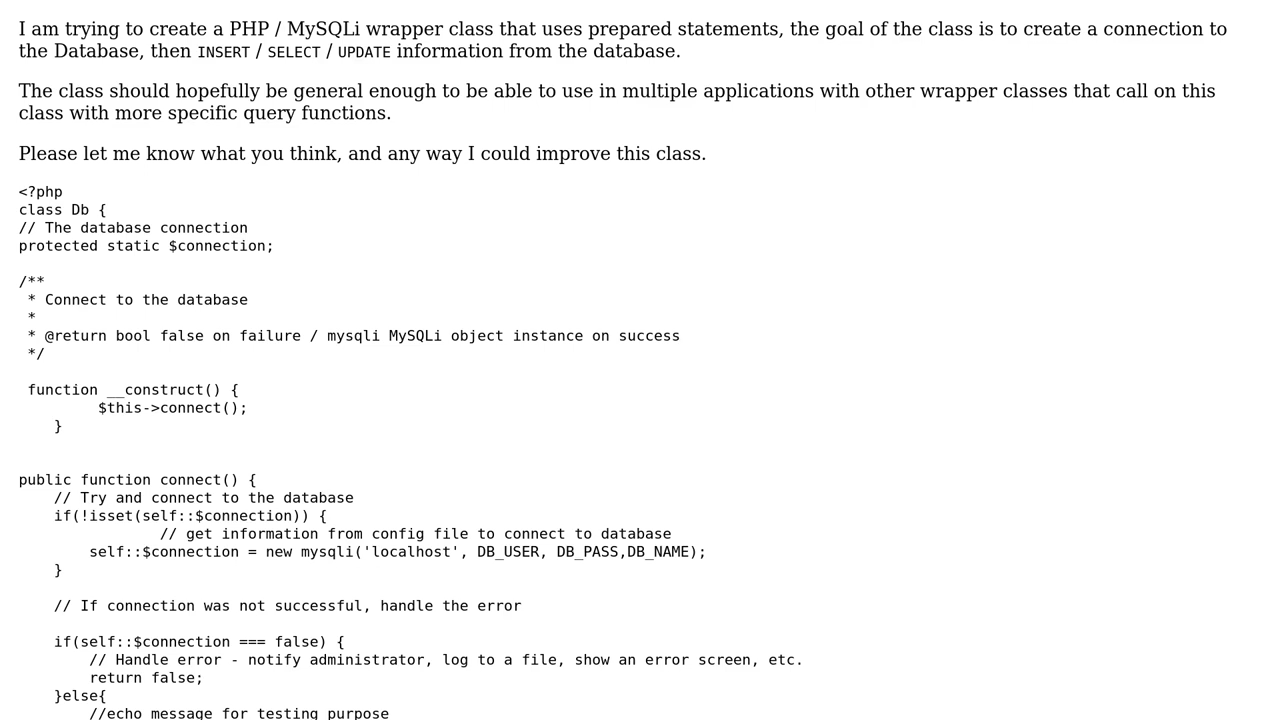 I am trying to create a PHP / MySQLi wrapper class that uses prepared statements, the goal of the class is to create a connection to
the Database, then INSERT / SELECT / UPDATE information from the database.
The class should hopefully be general enough to be able to use in multiple applications with other wrapper classes that call on this
class with more specific query functions.
Please let me know what you think, and any way I could improve this class.
<?php
class Db {
// The database connection
protected static $connection;
/**
 * Connect to the database
 *
 * @return bool false on failure / mysqli MySQLi object instance on success
 */
 function __construct() {
         $this->connect();
    }
public function connect() {
    // Try and connect to the database
    if(!isset(self::$connection)) {
                // get information from config file to connect to database
        self::$connection = new mysqli('localhost', DB_USER, DB_PASS,DB_NAME);
    }
    // If connection was not successful, handle the error
    if(self::$connection === false) {
        // Handle error - notify administrator, log to a file, show an error screen, etc.
        return false;
    }else{
        //echo message for testing purpose